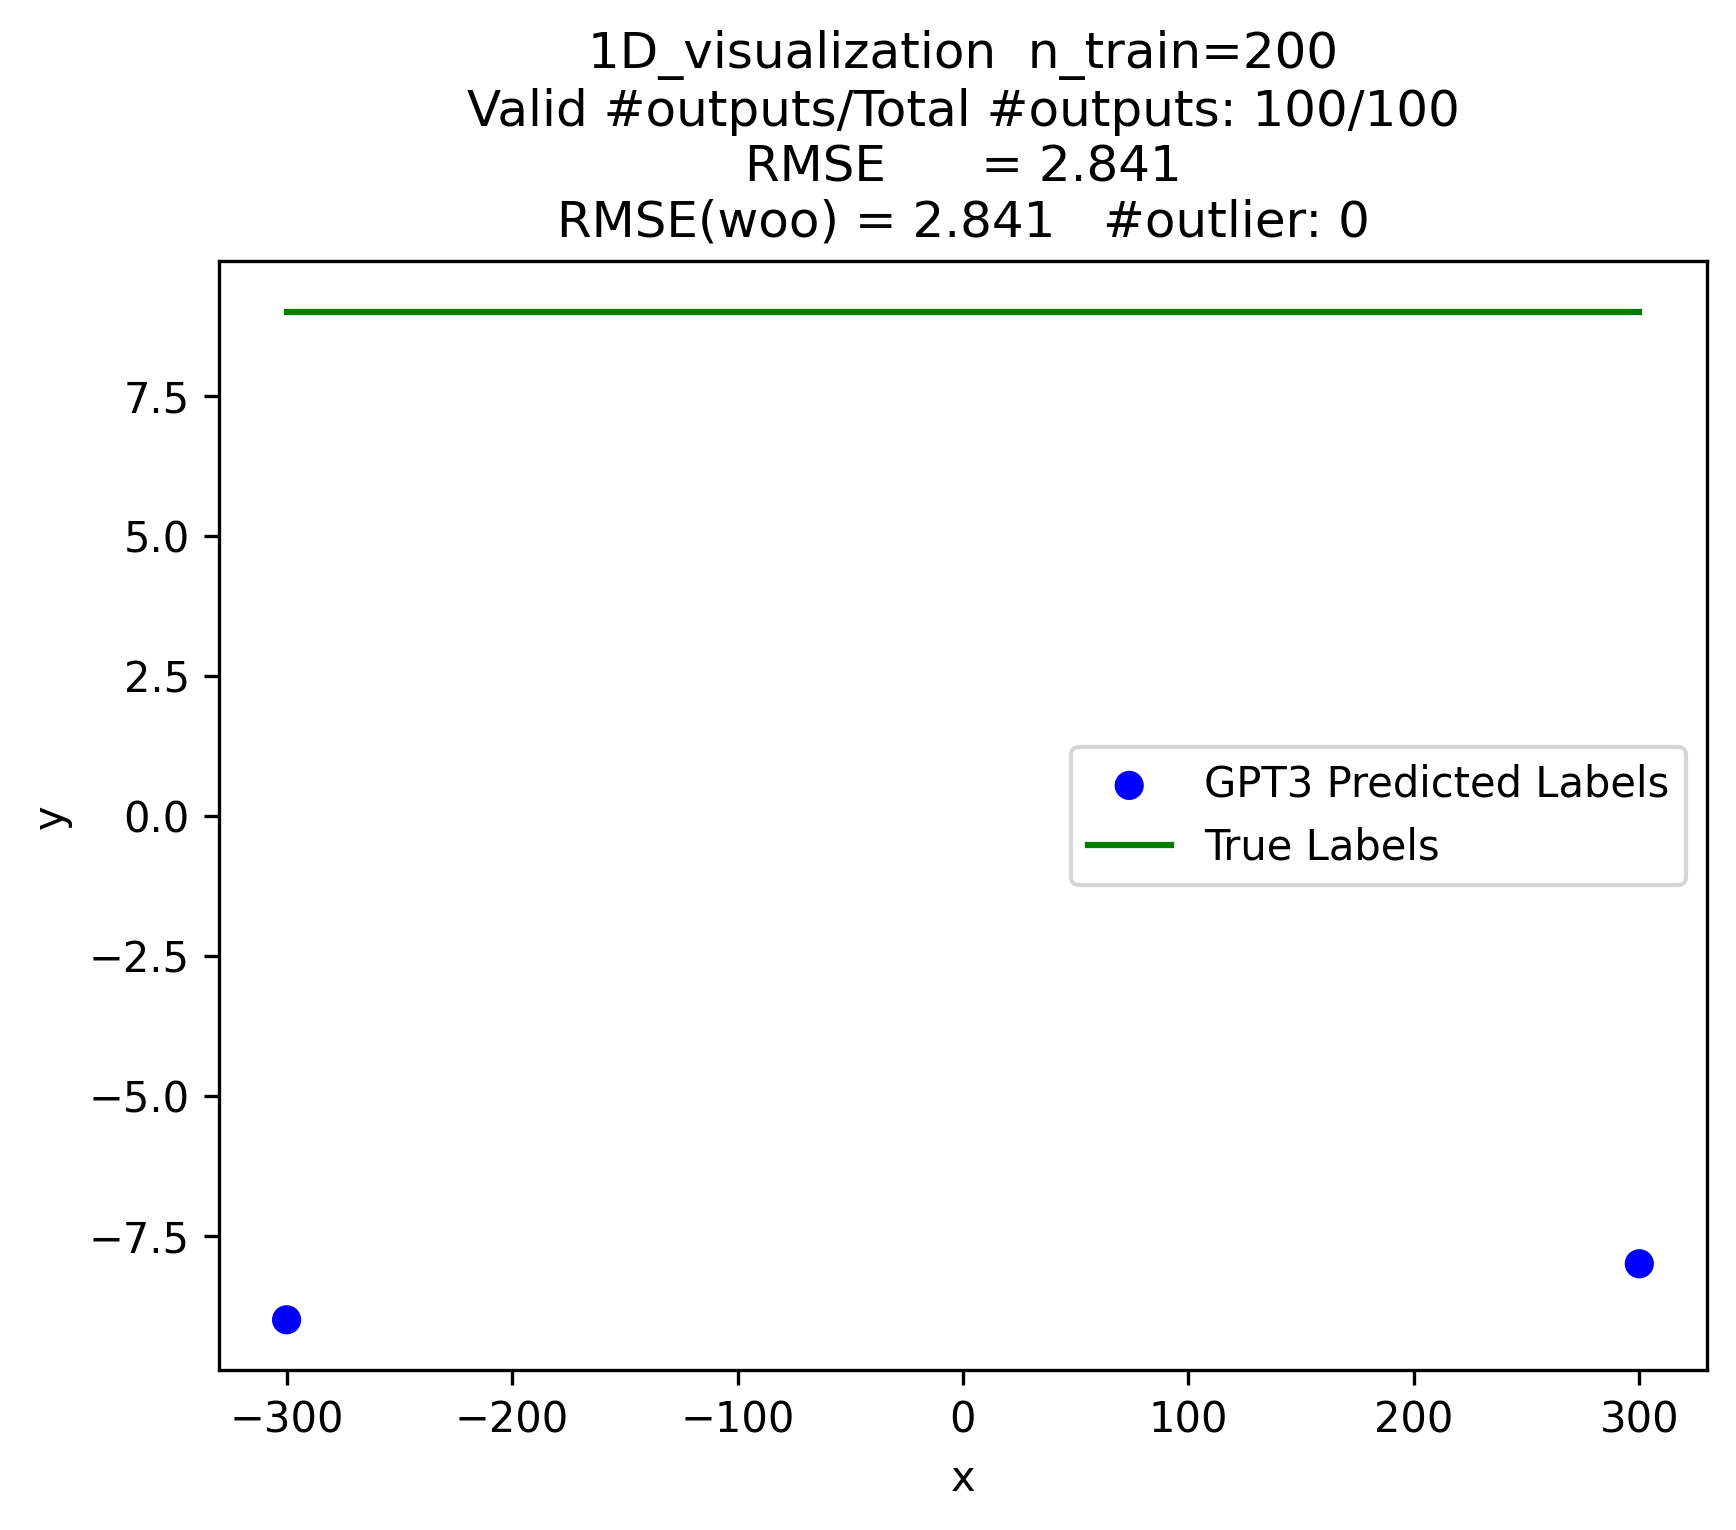 1D_visualization  n_train=200
Valid #outputs/Total #outputs: 100/100
RMSE      = 2.841
RMSE(woo) = 2.841   #outlier: 0
7.5
5.0
2.5
0.0
−2.5
−5.0
−7.5
y
GPT3 Predicted Labels
True Labels
−300 −200 −100 0 100 200 300
x